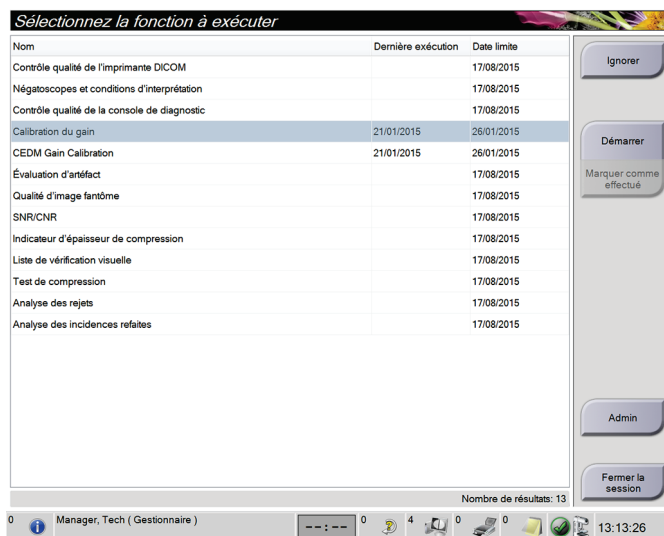 Sélectionnez la fonction à exécuter
Nom Dernière exécution Date limite
Contrôle qualité de l'imprimante DICOM 17/08/2015
Négatoscopes et conditions d'interprétation 17/08/2015
Contrôle qualité de la console de diagnostic 17/08/2015
Calibration du gain 21/01/2015 26/01/2015
CEDM Gain Calibration 21/01/2015 26/01/2015
Évaluation d'artéfact 17/08/2015
Qualité d'image fantôme 17/08/2015
SNR/CNR 17/08/2015
Indicateur d'épaisseur de compression 17/08/2015
Liste de vérification visuelle 17/08/2015
Test de compression 17/08/2015
Analyse des rejets 17/08/2015
Analyse des incidences refaites 17/08/2015
Nombre de résultats: 13
Ignorer
Démarrer
Marquer comme
effectué
Admin
Fermer la
session
0 Manager, Tech ( Gestionnaire ) --:-- 0 4 0 0 13:13:26